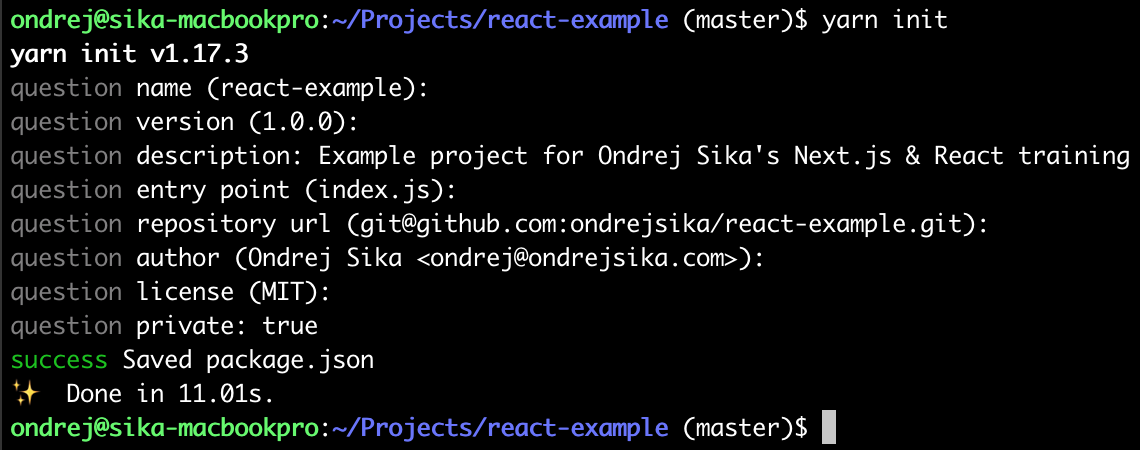 ondrej@sika-macbookpro:~/Projects/react-example (master)$ yarn init
yarn init v1.17.3
question name (react-example):
question version (1.0.0):
question description: Example project for Ondrej Sika's Next.js & React training
question entry point (index.js):
question repository url (git@github.com:ondrejsika/react-example.git):
question author (Ondrej Sika <ondrej@ondrejsika.com>):
question license (MIT):
question private: true
success Saved package.json
✨  Done in 11.01s.
ondrej@sika-macbookpro:~/Projects/react-example (master)$